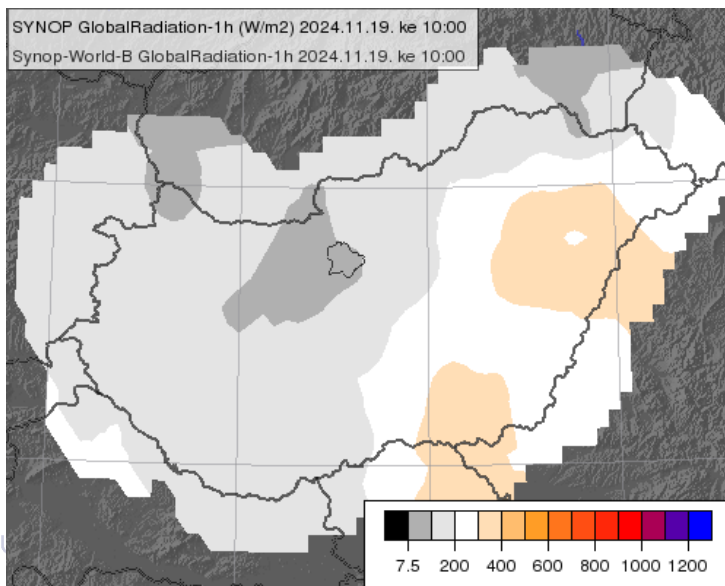 SYNOP GlobalRadiation-1h (W/m2) 2024.11.19. ke 10:00
Synop-World-B GlobalRadiation-1h 2024.11.19. ke 10:00
7.5 200 400 600 800 1000 1200